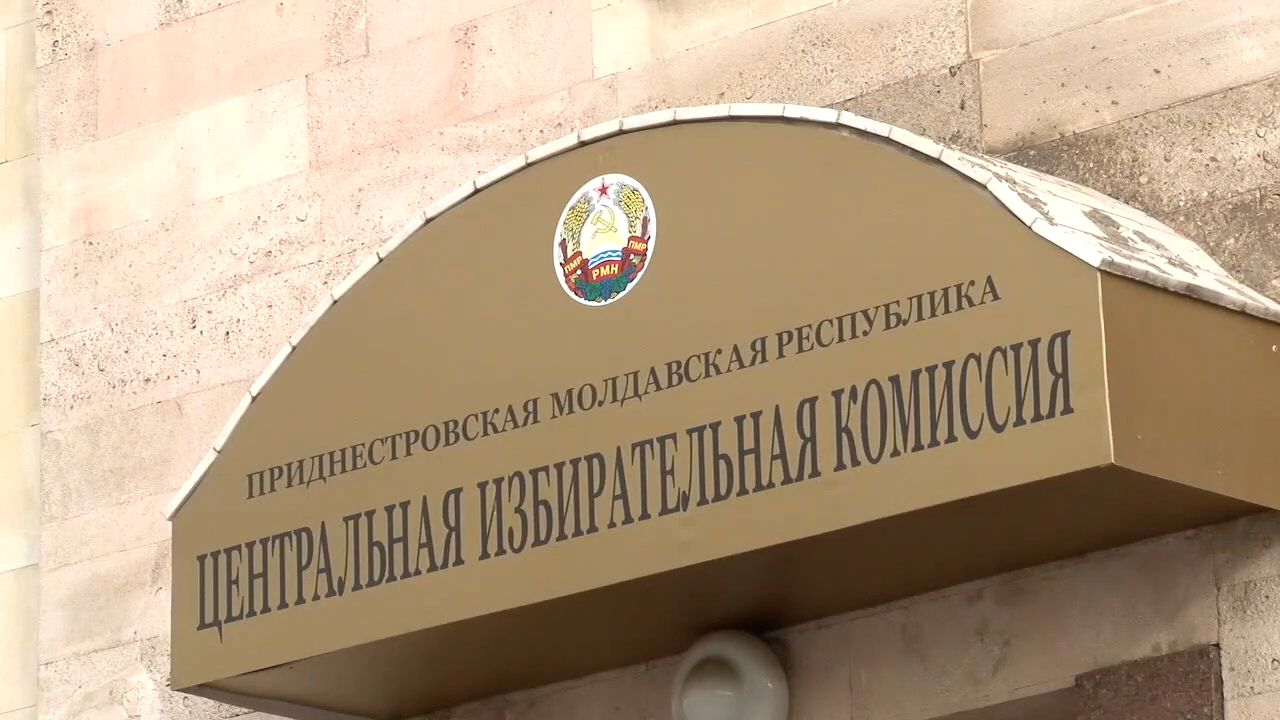 ПМР ПМР
РМН
ПРИДНЕСТРОВСКАЯ МОЛДАВСКАЯ РЕСПУБЛИКА
ЦЕНТРАЛЬНАЯ ИЗБИРАТЕЛЬНАЯ КОМИССИЯ